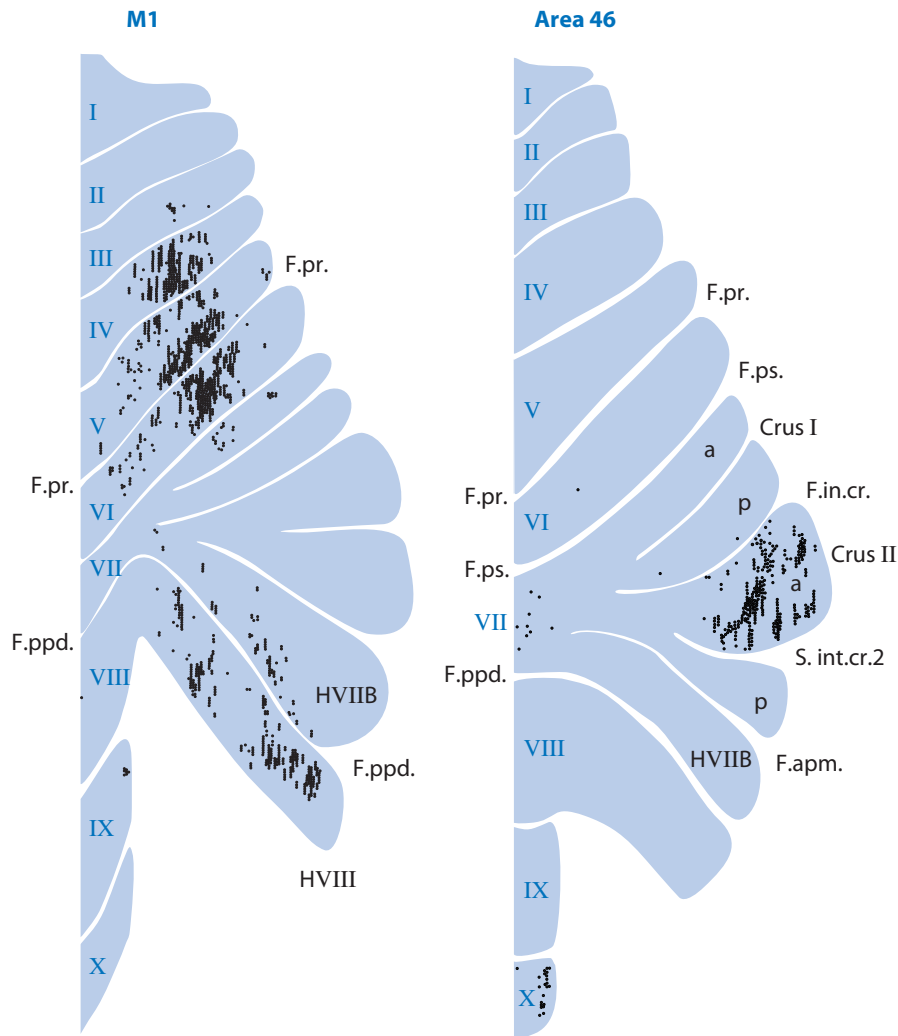 M1
I
II
III
F.pr.
IV
V
F.pr.
VI
VII
F.ppd.
VIII
HVIIB
F.ppd.
IX
HVIII
X
Area 46
I
II
III
IV
F.pr.
F.ps.
V
Crus I
a
F.pr.
p
F.in.cr.
VI
Crus II
F.ps.
a
VII
S. int.cr.2
F.ppd.
p
VIII
HVIIB
F.apm.
IX
X